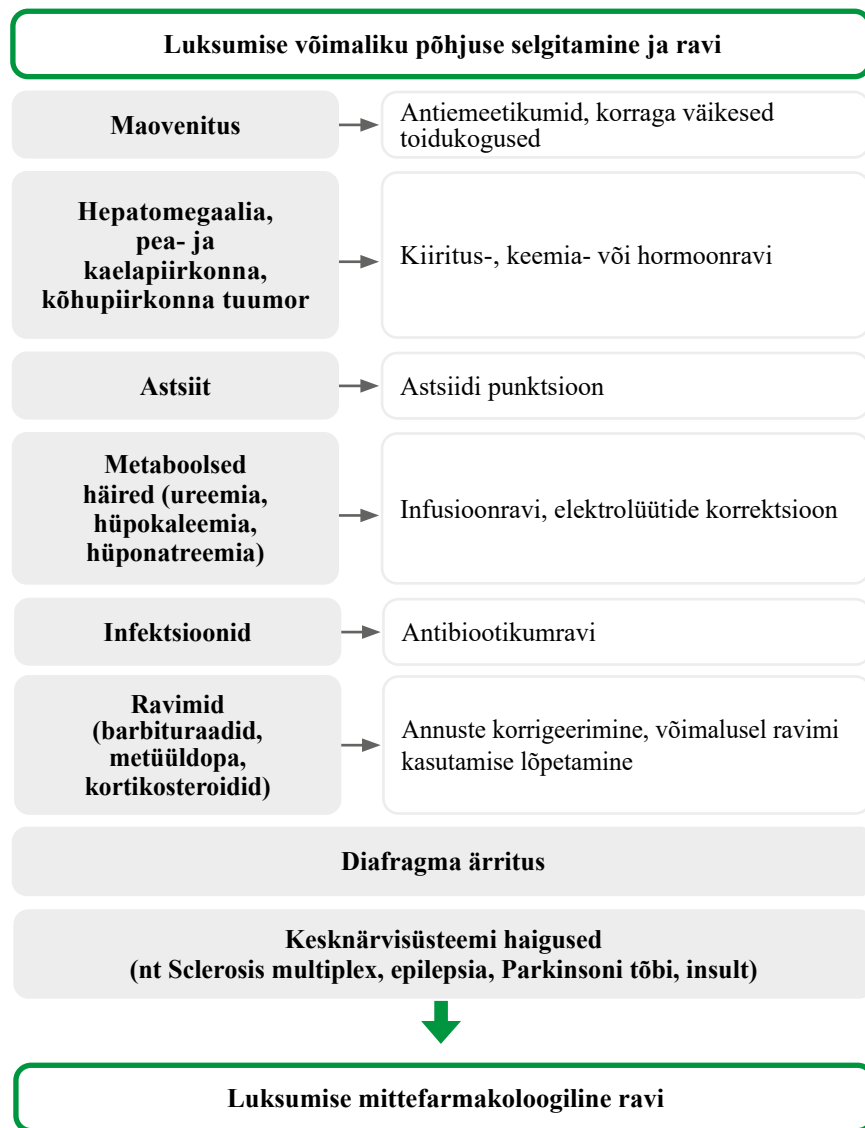 Luksumise võimaliku põhjuse selgitamine ja ravi
Maovenitus
Antiemeetikumid, korraga väikesed
toidukogused
Hepatomegaalia,
pea- ja
kaelapiirkonna,
kõhupiirkonna tuumor
Kiiritus-, keemia- või hormoonravi
Astsiit
Astsiidi punktsioon
Metaboolsed
häired (ureemia,
hüpokaleemia,
hüponatreemia)
Infusioonravi, elektrolüütide korrektsioon
Infektsioonid
Antibiootikumravi
Ravimid
(barbituraadid,
metüüldopa,
kortikosteroidid)
Annuste korrigeerimine, võimalusel ravimi
kasutamise lõpetamine
Diafragma ärritus
Kesknärvisüsteemi haigused
(nt Sclerosis multiplex, epilepsia, Parkinsoni tõbi, insult)
Luksumise mittefarmakoloogiline ravi